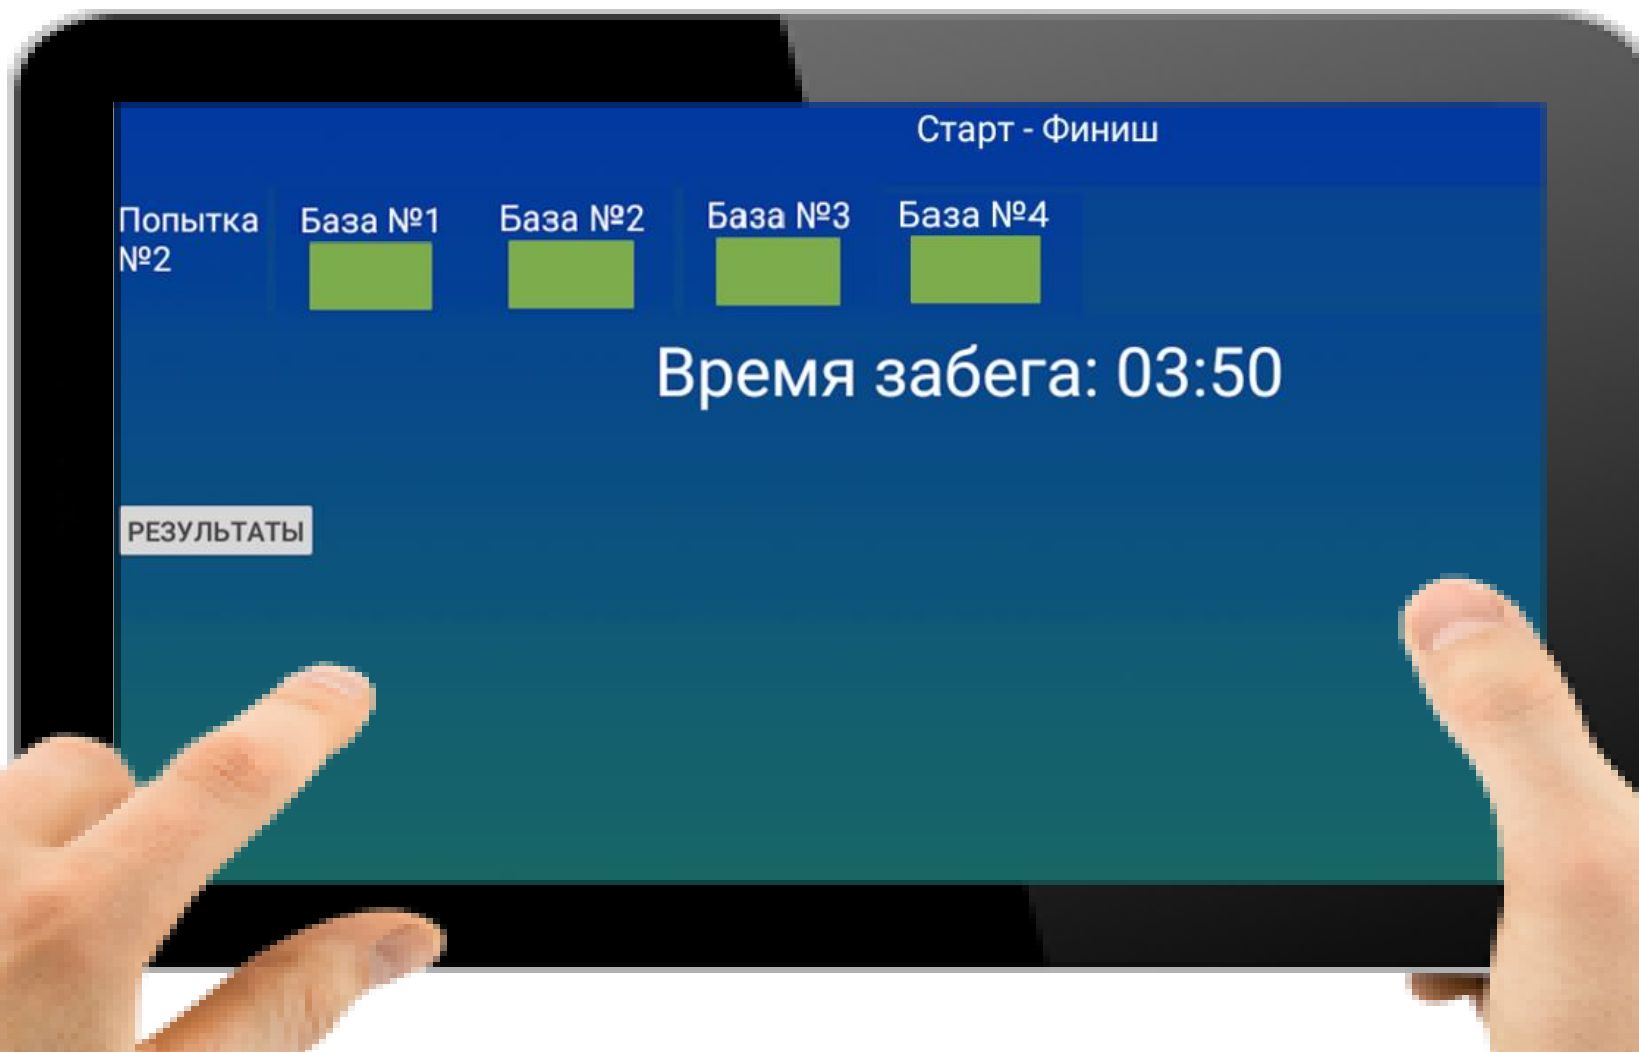 Старт - Финиш
Попытка
№2
База №1
База №2
База №3
База №4
Время забега: 03:50
РЕЗУЛЬТАТЫ